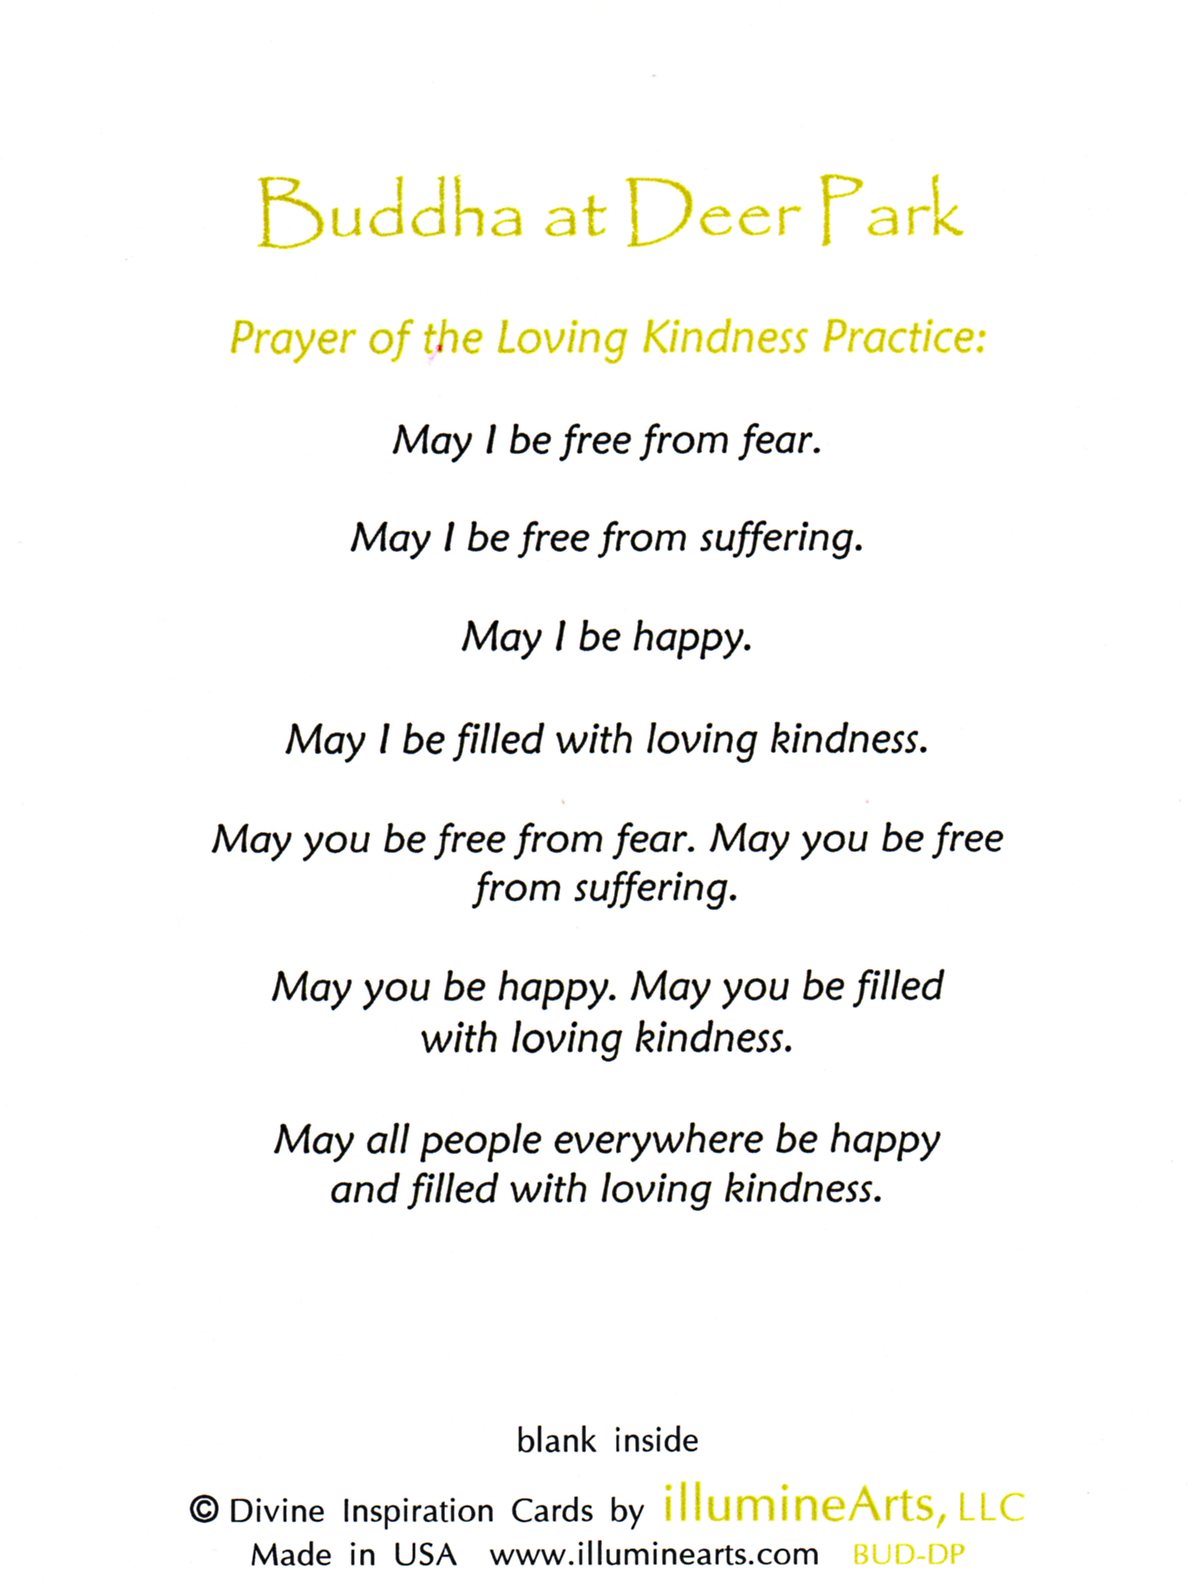 Buddha at Deer Park
Prayer of the Loving Kindness Practice:
May I be free from fear.
May I be free from suffering.
May I be happy.
May I be filled with loving kindness.
May you be free from fear. May you be free
from suffering.
May you be happy. May you be filled
with loving kindness.
May all people everywhere be happy
and filled with loving kindness.
blank inside
© Divine Inspiration Cards by illumineArts, LLC
Made in USA www.illuminearts.com BUD-DP